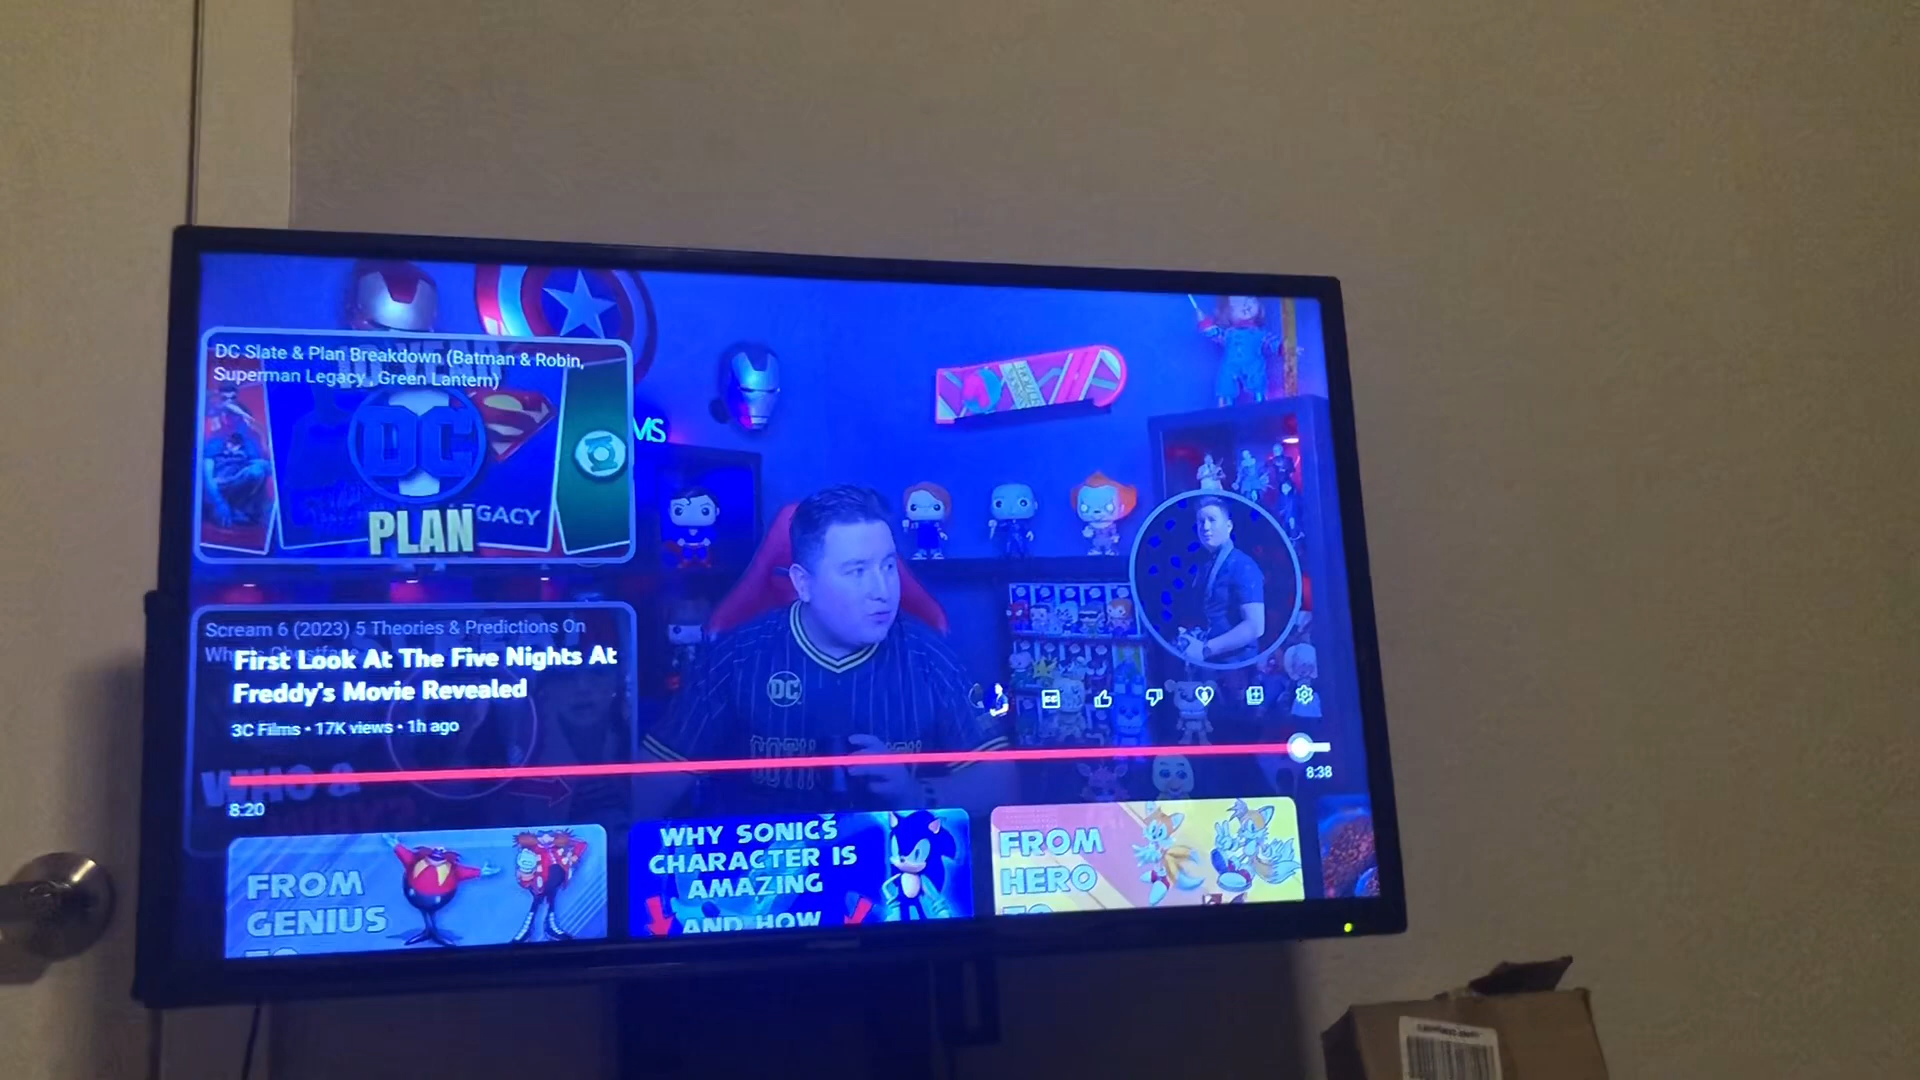 DC Slate & Plan Breakdown (Batman & Robin,
Superman Legacy , Green Lantern)
DC
PLAN
MS
Scream 6 (2023) 5 Theories & Predictions On
First Look At The Five Nights At
Freddy's Movie Revealed
3C Films • 17K views • 1h ago
WHO &
DC
8:20
8:38
FROM
GENIUS
WHY SONIC'S
CHARACTER IS
AMAZING
AND HOW
FROM
HERO